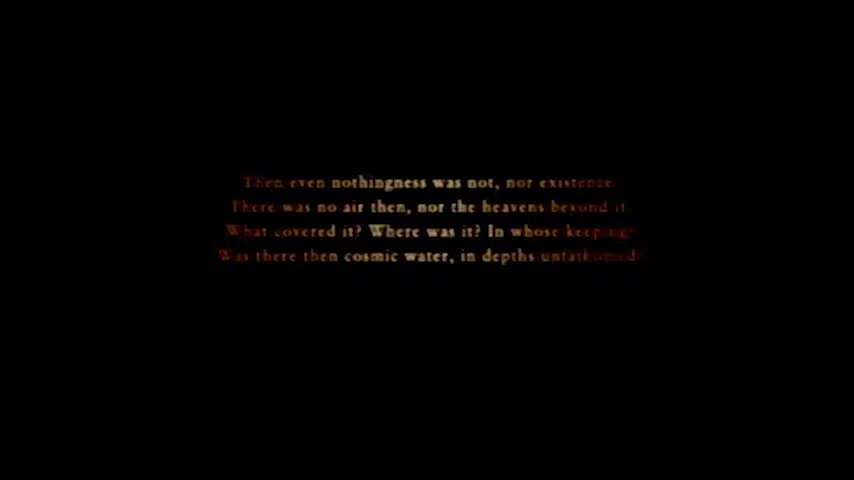 Then even nothingness was not, nor existence
There was no air then, nor the heavens beyond it.
What covered it? Where was it? In whose keeping?
Was there then cosmic water, in depths unfathomed?